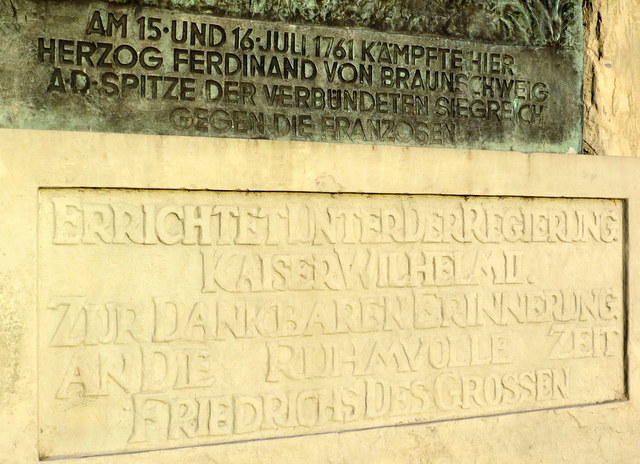 AM 15·UND 16·JULI 1761 KÄMPFTE HIER
HERZOG FERDINAND VON BRAUNSCHWEIG
A·D·SPITZE DER VERBÜNDETEN SIEGREICH
GEGEN DIE FRANZOSEN
ERRICHTET UNTER DER REGIERUNG
KAISER WILHELM II.
ZUR DANKBAREN ERINNERUNG
AN DIE RUHMVOLLE ZEIT
FRIEDRICHS DES GROSSEN